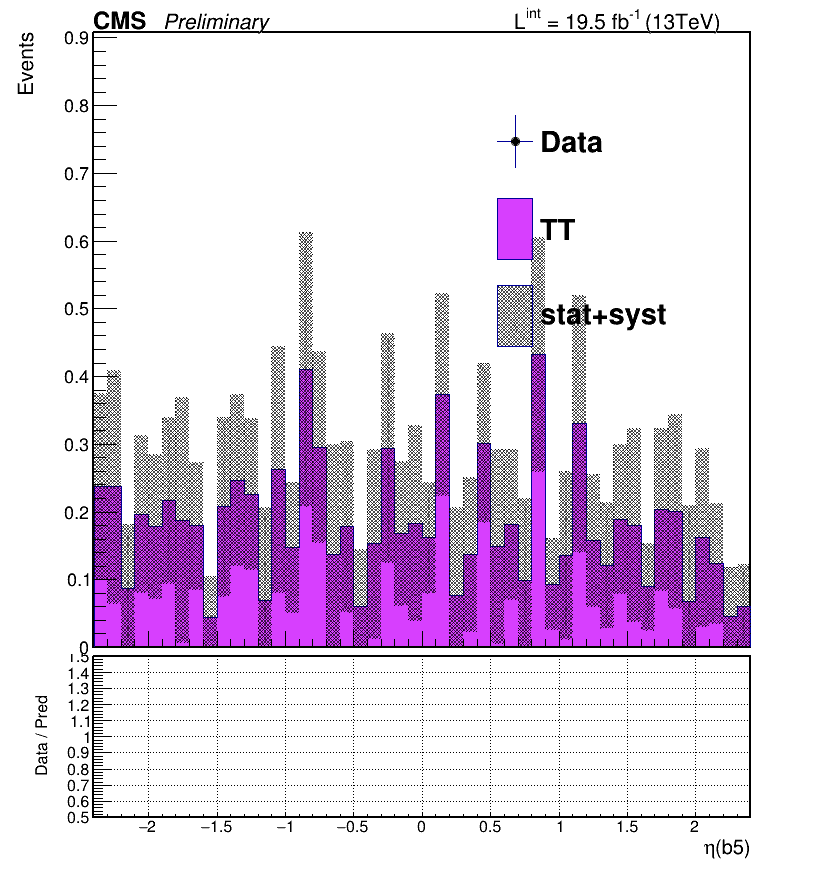 CMS Preliminary L^int = 19.5 fb^-1 (13TeV)
Events
0.9
0.8
0.7
0.6
0.5
0.4
0.3
0.2
0.1
0
Data
TT
stat+syst
Data / Pred
1.5
1.4
1.3
1.2
1.1
1
0.9
0.8
0.7
0.6
0.5
−2 −1.5 −1 −0.5 0 0.5 1 1.5 2
η(b5)